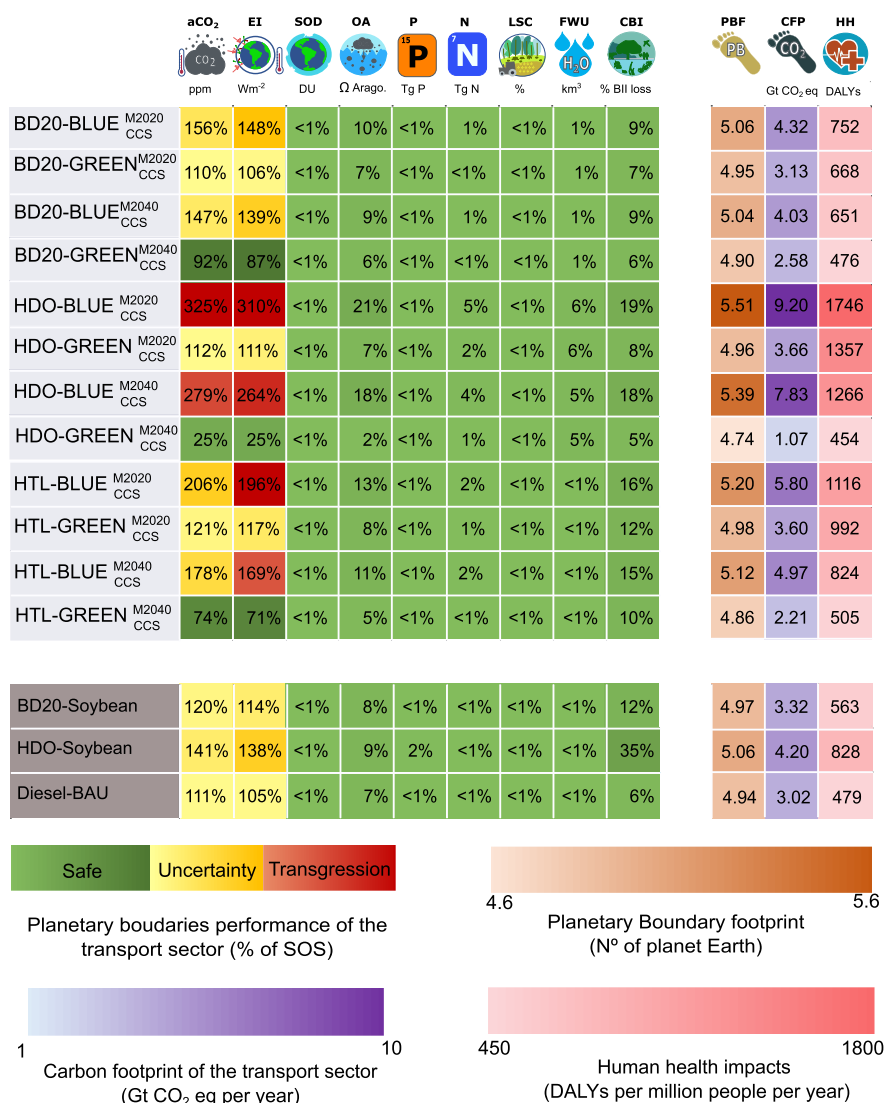 aCO₂ EI SOD OA P N LSC FWU CBI PBF CFP HH
CO₂ 15 P 7 N H₂O PB CO₂
ppm Wm⁻² DU Ω Arago. Tg P Tg N % km³ % BII loss Gt CO₂ eq DALYs
BD20-BLUE M2020 CCS 156% 148% <1% 10% <1% 1% <1% 1% 9% 5.06 4.32 752
BD20-GREEN M2020 CCS 110% 106% <1% 7% <1% <1% <1% 1% 7% 4.95 3.13 668
BD20-BLUE M2040 CCS 147% 139% <1% 9% <1% 1% <1% 1% 9% 5.04 4.03 651
BD20-GREEN M2040 CCS 92% 87% <1% 6% <1% <1% <1% 1% 6% 4.90 2.58 476
HDO-BLUE M2020 CCS 325% 310% <1% 21% <1% 5% <1% 6% 19% 5.51 9.20 1746
HDO-GREEN M2020 CCS 112% 111% <1% 7% <1% 2% <1% 6% 8% 4.96 3.66 1357
HDO-BLUE M2040 CCS 279% 264% <1% 18% <1% 4% <1% 5% 18% 5.39 7.83 1266
HDO-GREEN M2040 CCS 25% 25% <1% 2% <1% 1% <1% 5% 5% 4.74 1.07 454
HTL-BLUE M2020 CCS 206% 196% <1% 13% <1% 2% <1% <1% 16% 5.20 5.80 1116
HTL-GREEN M2020 CCS 121% 117% <1% 8% <1% 1% <1% <1% 12% 4.98 3.60 992
HTL-BLUE M2040 CCS 178% 169% <1% 11% <1% 2% <1% <1% 15% 5.12 4.97 824
HTL-GREEN M2040 CCS 74% 71% <1% 5% <1% <1% <1% <1% 10% 4.86 2.21 505
BD20-Soybean 120% 114% <1% 8% <1% <1% <1% <1% 12% 4.97 3.32 563
HDO-Soybean 141% 138% <1% 9% 2% <1% <1% <1% 35% 5.06 4.20 828
Diesel-BAU 111% 105% <1% 7% <1% <1% <1% <1% 6% 4.94 3.02 479
Safe Uncertainty Transgression
Planetary boudaries performance of the
transport sector (% of SOS)
4.6 5.6
Planetary Boundary footprint
(Nº of planet Earth)
1 10
Carbon footprint of the transport sector
(Gt CO₂ eq per year)
450 1800
Human health impacts
(DALYs per million people per year)